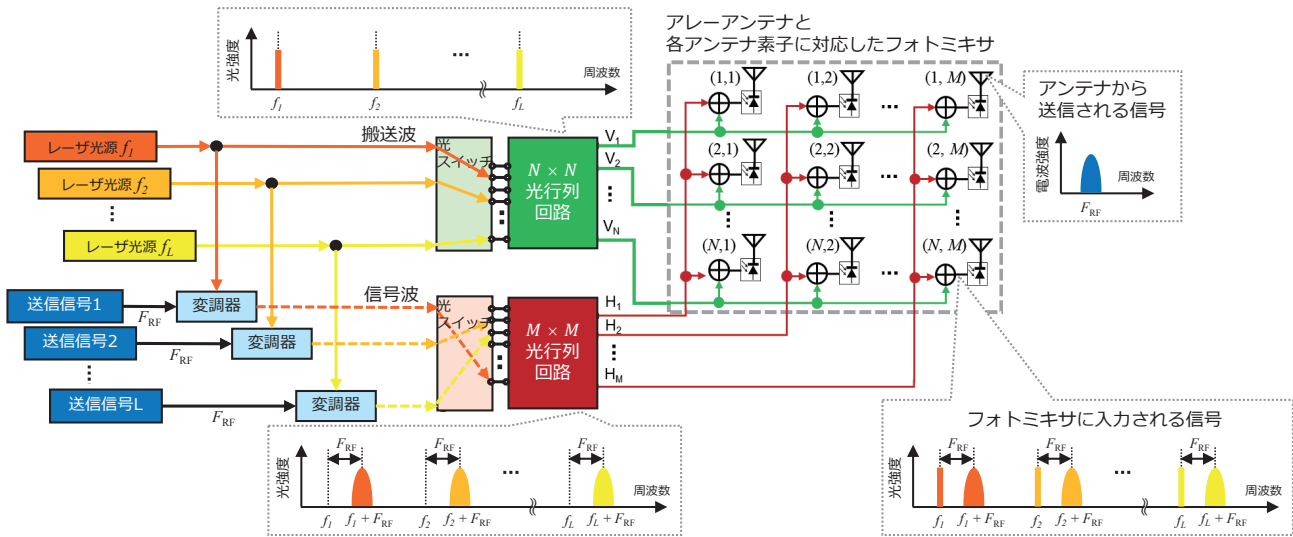 光強度
f1
f2
...
fL
周波数
アレーアンテナと
各アンテナ素子に対応したフォトミキサ
(1,1)
(1,2)
(1, M)
...
(2,1)
(2,2)
(2, M)
...
...
...
(N,1)
(N,2)
(N, M)
...
アンテナから
送信される信号
電波強度
周波数
FRF
レーザ光源 f1
レーザ光源 f2
...
レーザ光源 fL
搬送波
光
スイッチ
N × N
光行列
回路
V1
V2
...
VN
送信信号1
FRF
変調器
送信信号2
FRF
変調器
...
送信信号L
FRF
変調器
信号波
光
スイッチ
M × M
光行列
回路
H1
H2
...
HM
光強度
FRF
FRF
...
FRF
周波数
f1
f1 + FRF
f2
f2 + FRF
fL
fL + FRF
フォトミキサに入力される信号
光強度
FRF
FRF
...
FRF
周波数
f1
f1 + FRF
f2
f2 + FRF
fL
fL + FRF